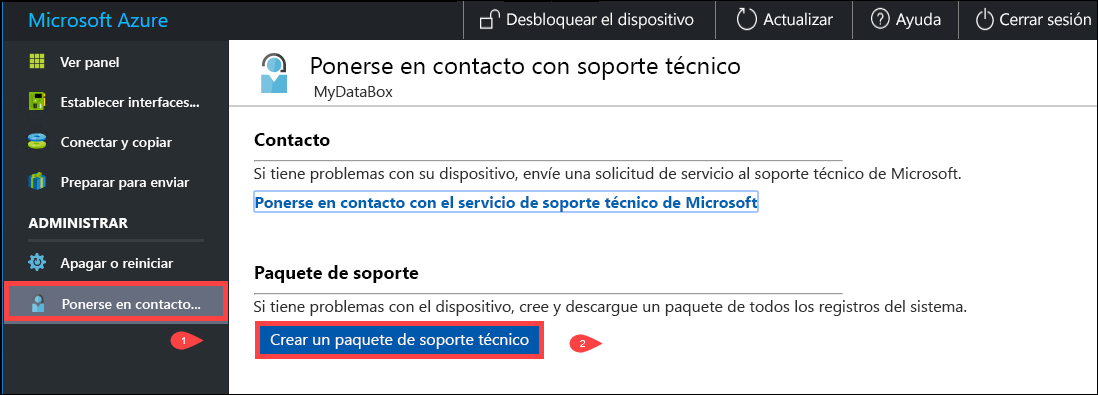 Microsoft Azure
Desbloquear el dispositivo
Actualizar
Ayuda
Cerrar sesión
Ver panel
Establecer interfaces...
Conectar y copiar
Preparar para enviar
ADMINISTRAR
Apagar o reiniciar
Ponerse en contacto...
1
Ponerse en contacto con soporte técnico
MyDataBox
Contacto
Si tiene problemas con su dispositivo, envíe una solicitud de servicio al soporte técnico de Microsoft.
Ponerse en contacto con el servicio de soporte técnico de Microsoft
Paquete de soporte
Si tiene problemas con el dispositivo, cree y descargue un paquete de todos los registros del sistema.
Crear un paquete de soporte técnico
2